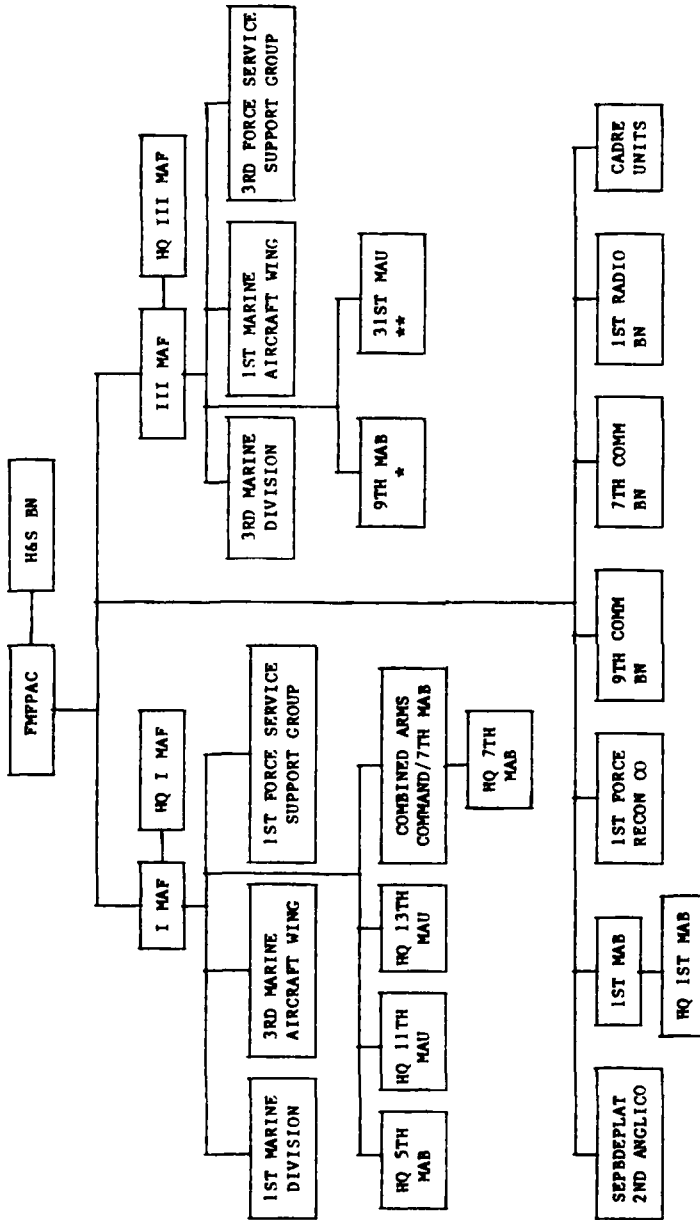 FMFPAC
H&S BN
I MAF
HQ I MAF
III MAF
HQ III MAF
1ST MARINE
DIVISION
3RD MARINE
AIRCRAFT WING
1ST FORCE SERVICE
SUPPORT GROUP
3RD MARINE
DIVISION
1ST MARINE
AIRCRAFT WING
3RD FORCE SERVICE
SUPPORT GROUP
HQ 5TH
MAB
HQ 11TH
MAU
HQ 13TH
MAU
COMBINED ARMS
COMMAND/7TH MAB
HQ 7TH
MAB
9TH MAB
*
31ST MAU
**
SEPBDEPLAT
2ND ANGLICO
1ST MAB
HQ 1ST MAB
1ST FORCE
RECON CO
9TH COMM
BN
7TH COMM
BN
1ST RADIO
BN
CADRE
UNITS